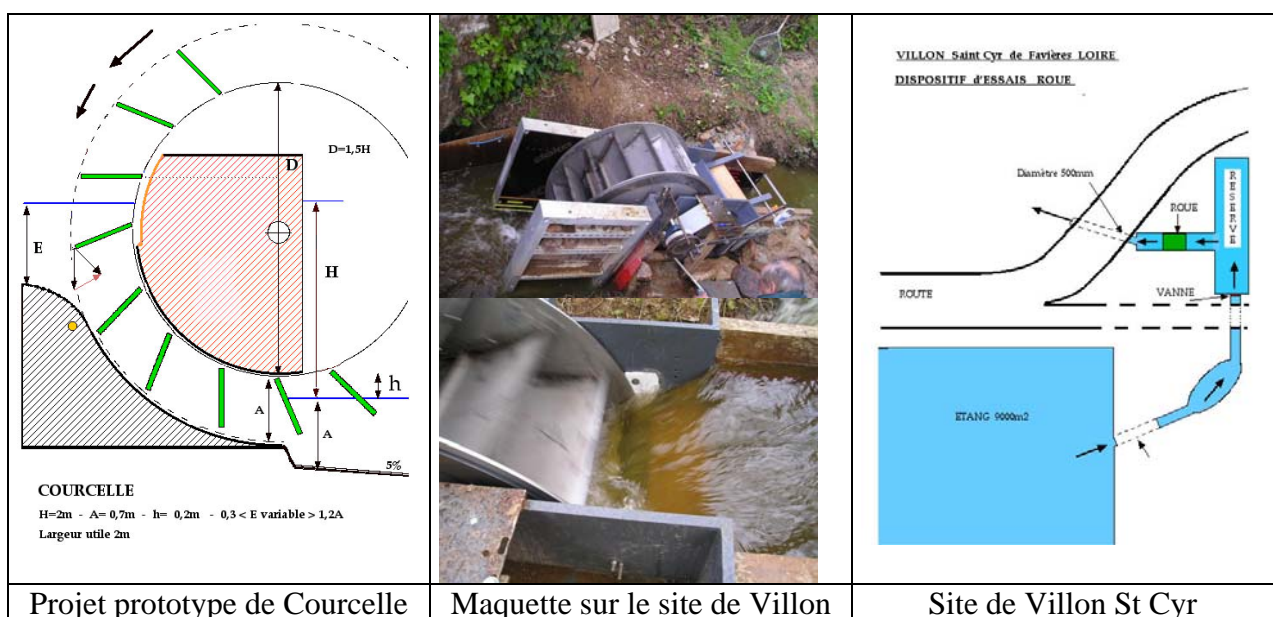 D=1,5H
D
E
H
h
A
A
5%
COURCELLE
H=2m - A= 0,7m - h= 0,2m - 0,3 < E variable > 1,2A
Largeur utile 2m
VILLON Saint Cyr de Favières LOIRE
DISPOSITIF d'ESSAIS ROUE
Diamètre 500mm
ROUE
RESERVE
ROUTE
VANNE
ETANG 9000m2
Projet prototype de Courcelle
Maquette sur le site de Villon
Site de Villon St Cyr